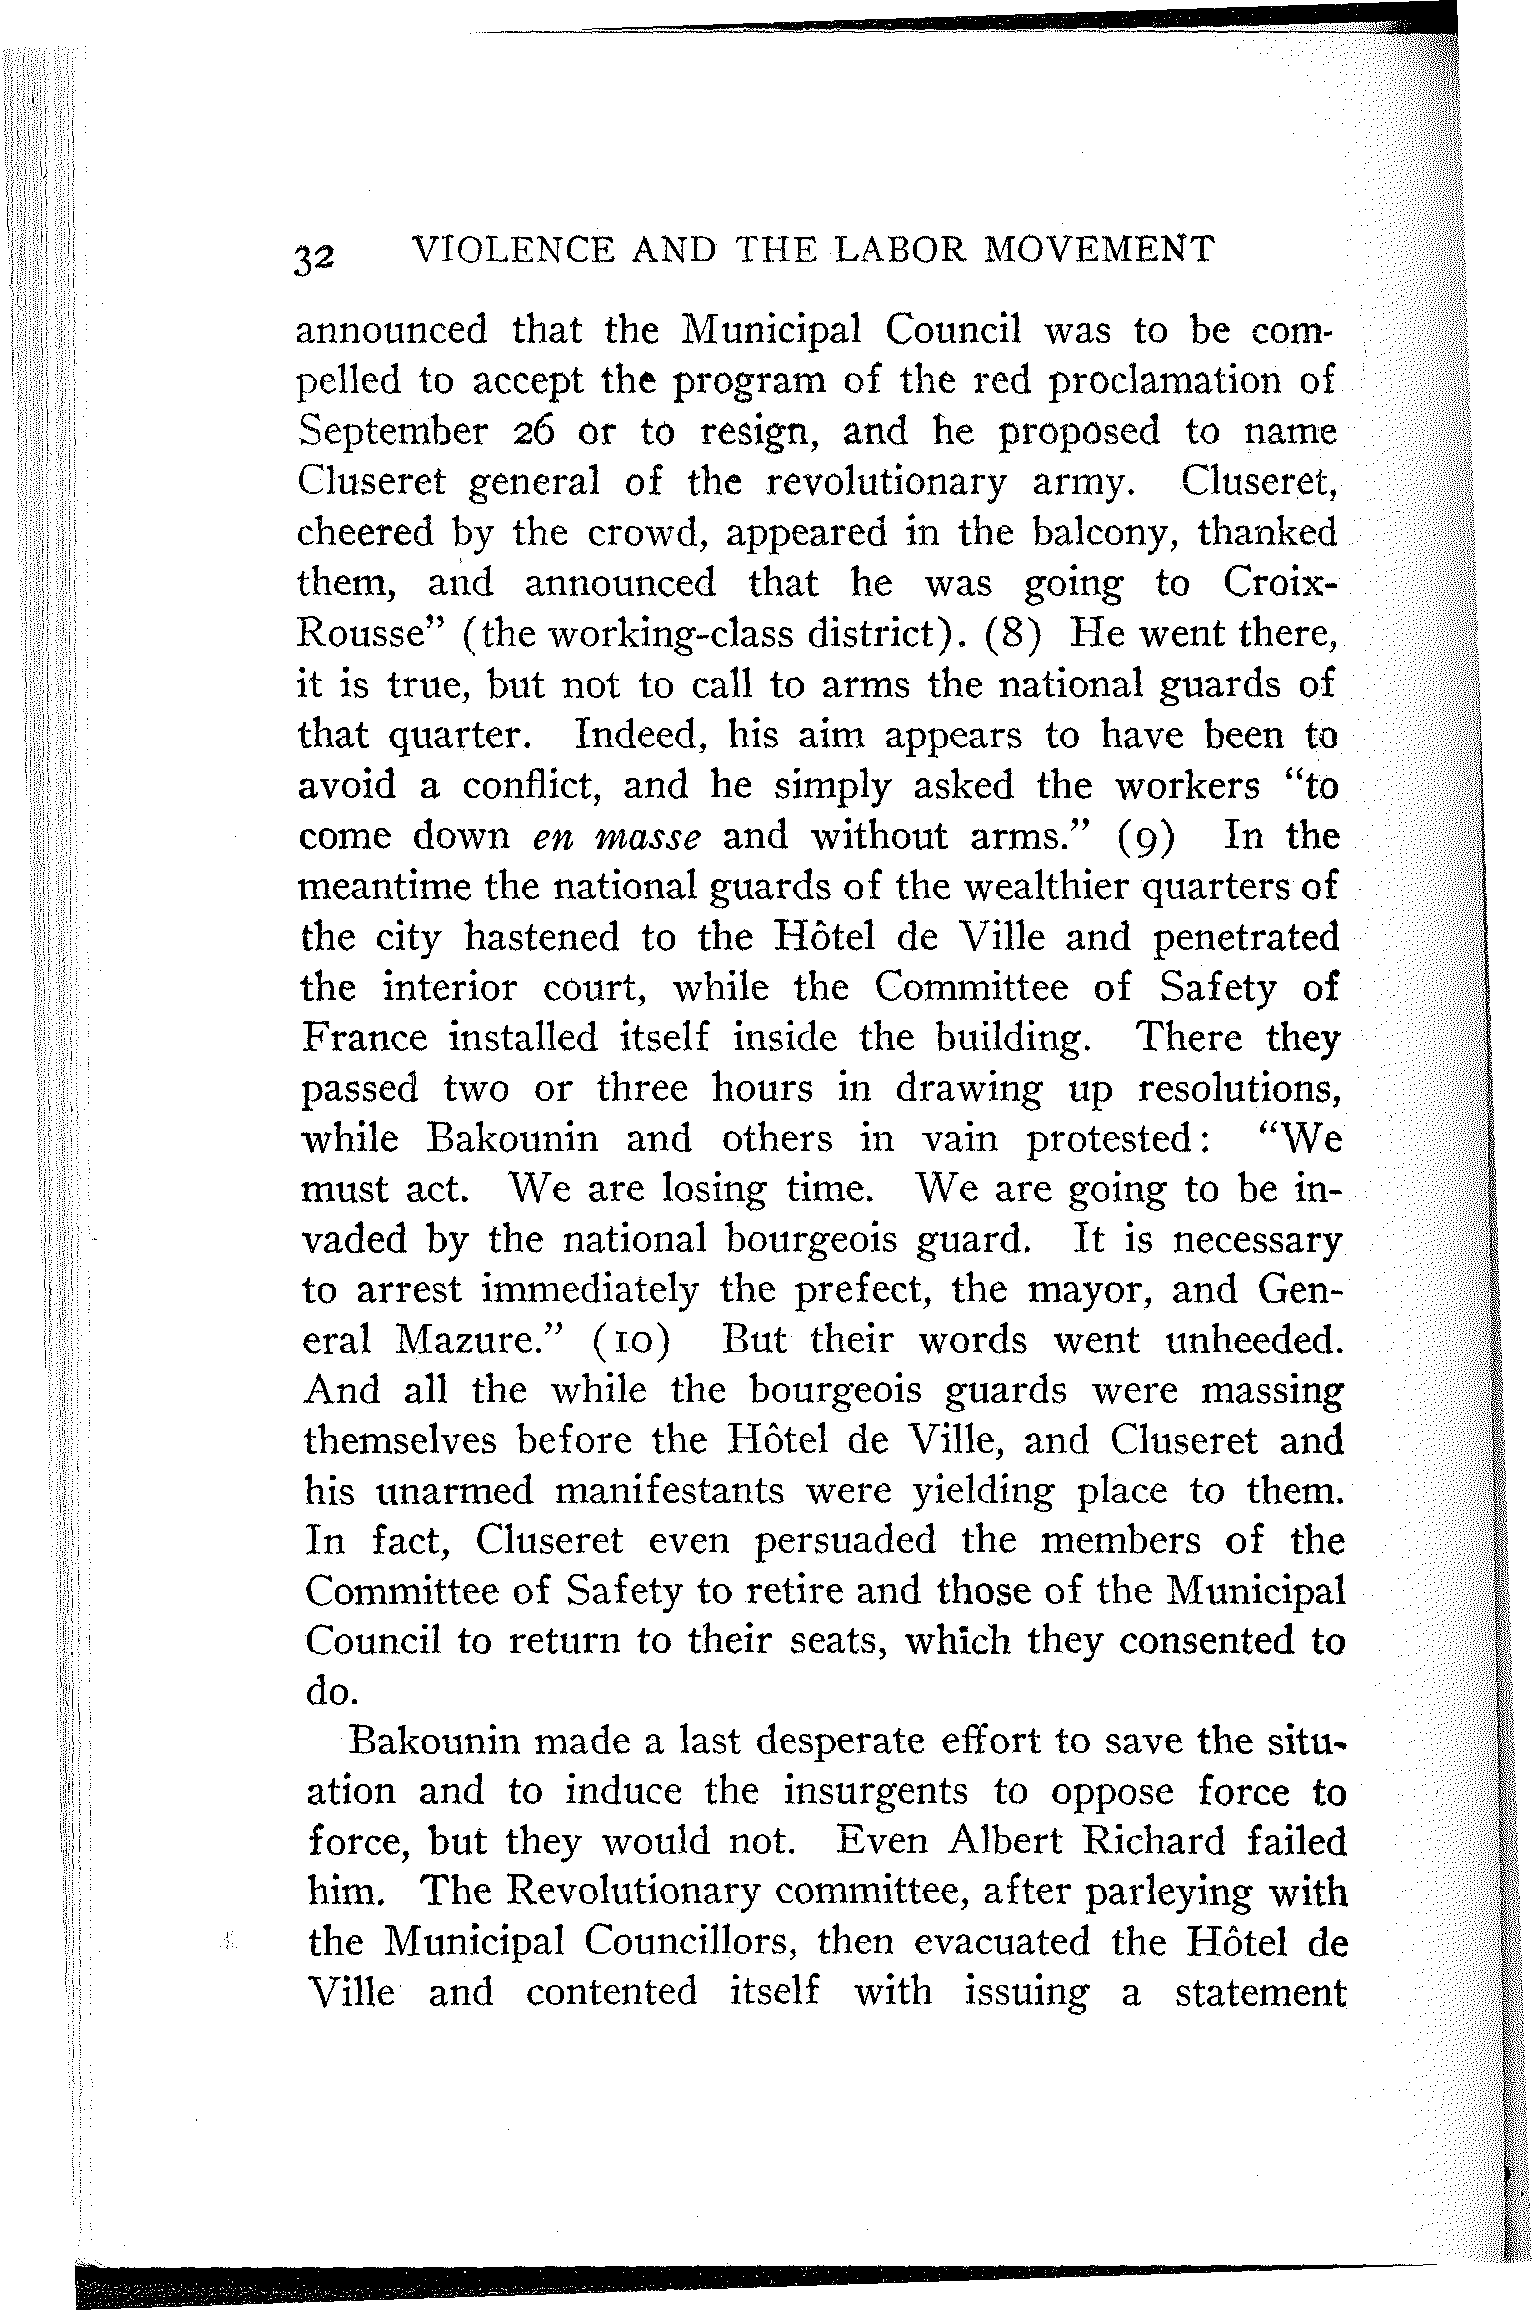 32 VIOLENCE AND THE LABOR MOVEMENT
announced that the Municipal Council was to be com-
pelled to accept the program of the red proclamation of
September 26 or to resign, and he proposed to name
Cluseret general of the revolutionary army. Cluseret,
cheered by the crowd, appeared in the balcony, thanked
them, and announced that he was going to Croix-
Rousse” (the working-class district). (8) He went there,
it is true, but not to call to arms the national guards of
that quarter. Indeed, his aim appears to have been to
avoid a conflict, and he simply asked the workers “to
come down en masse and without arms.” (9) In the
meantime the national guards of the wealthier quarters of
the city hastened to the Hôtel de Ville and penetrated
the interior court, while the Committee of Safety of
France installed itself inside the building. There they
passed two or three hours in drawing up resolutions,
while Bakounin and others in vain protested: “We
must act. We are losing time. We are going to be in-
vaded by the national bourgeois guard. It is necessary
to arrest immediately the prefect, the mayor, and Gen-
eral Mazure.” (10) But their words went unheeded.
And all the while the bourgeois guards were massing
themselves before the Hôtel de Ville, and Cluseret and
his unarmed manifestants were yielding place to them.
In fact, Cluseret even persuaded the members of the
Committee of Safety to retire and those of the Municipal
Council to return to their seats, which they consented to
do.
Bakounin made a last desperate effort to save the situ-
ation and to induce the insurgents to oppose force to
force, but they would not. Even Albert Richard failed
him. The Revolutionary committee, after parleying with
the Municipal Councillors, then evacuated the Hôtel de
Ville and contented itself with issuing a statement